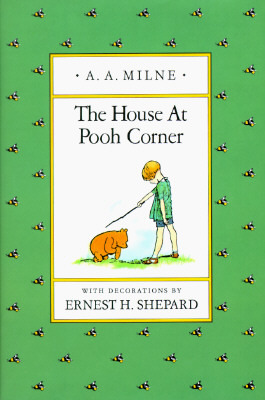 · A. A. MILNE ·
The House At
Pooh Corner
WITH DECORATIONS BY
ERNEST H. SHEPARD